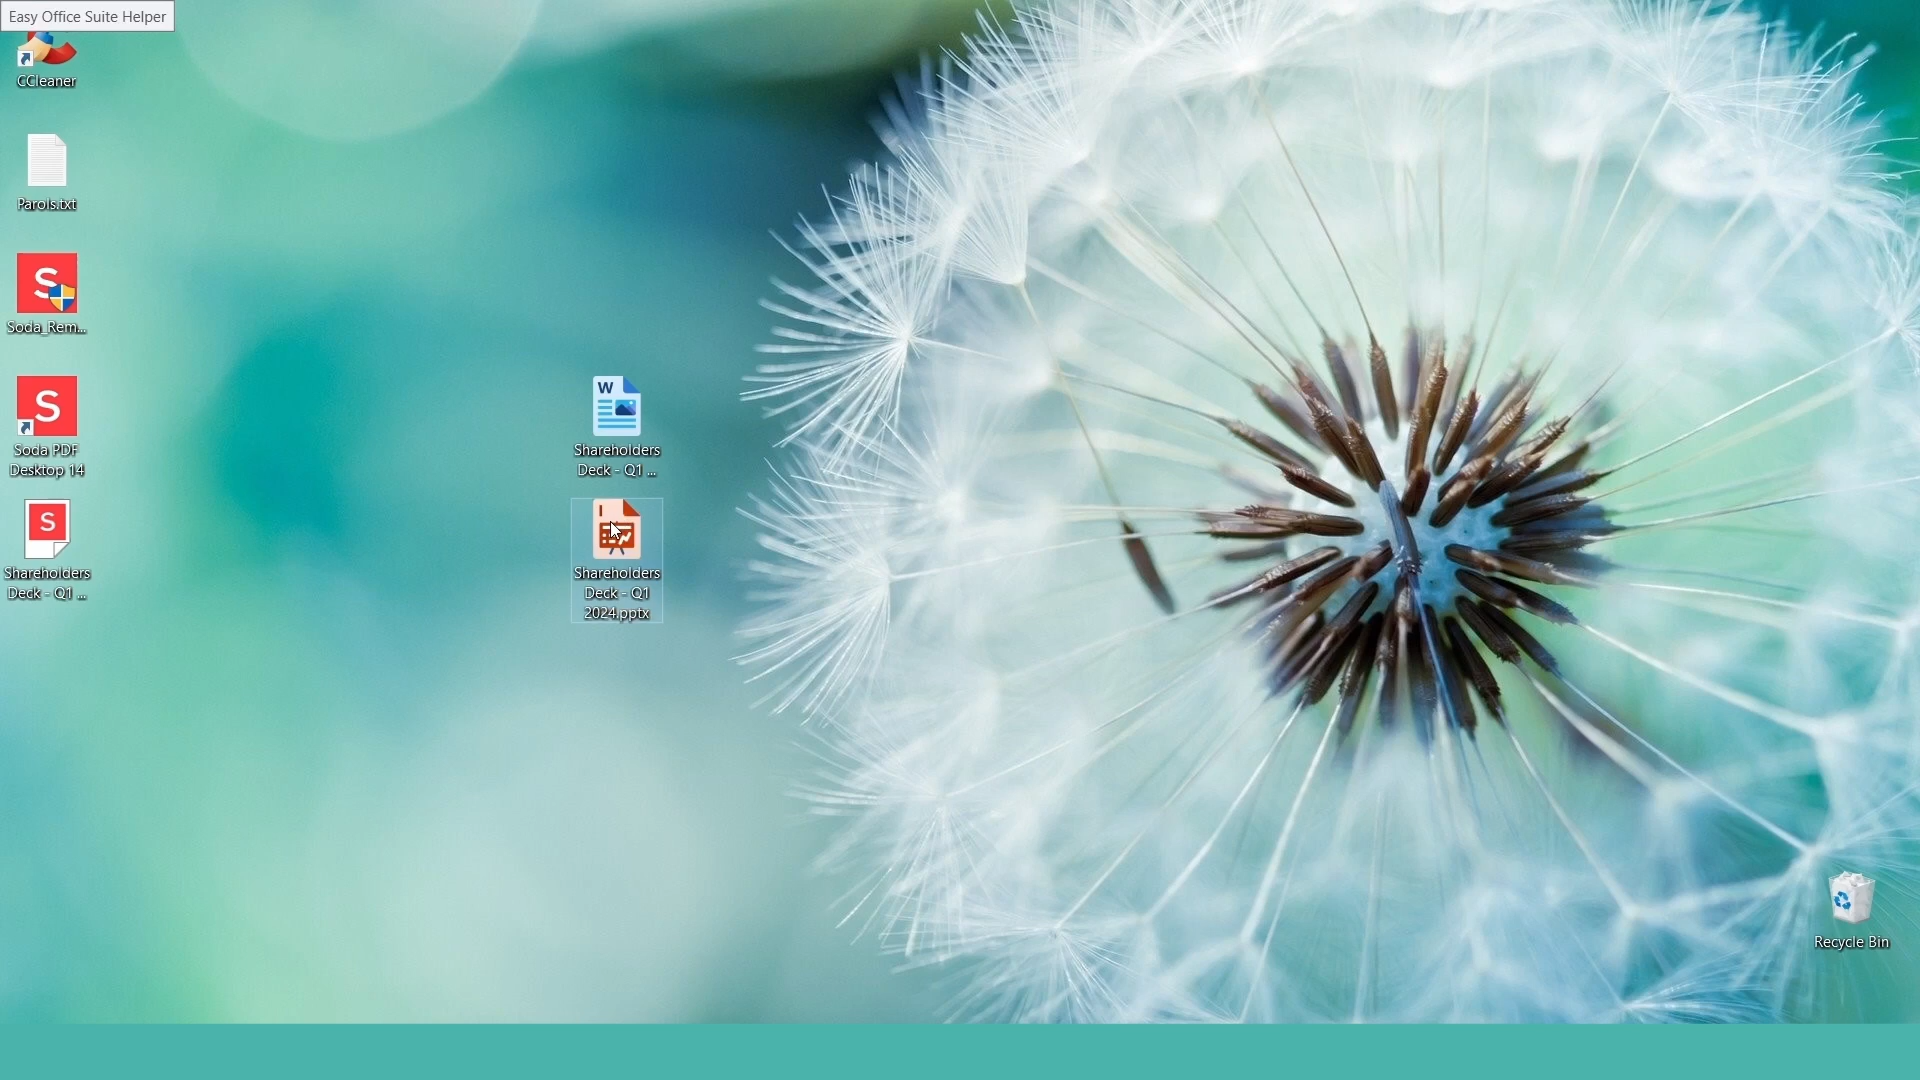 Easy Office Suite Helper
CCleaner
Parols.txt
S
Soda_Rem...
S
Soda PDF
Desktop 14
S
Shareholders
Deck - Q1 ...
W
Shareholders
Deck - Q1 ...
I
Shareholders
Deck - Q1
2024.pptx
Recycle Bin